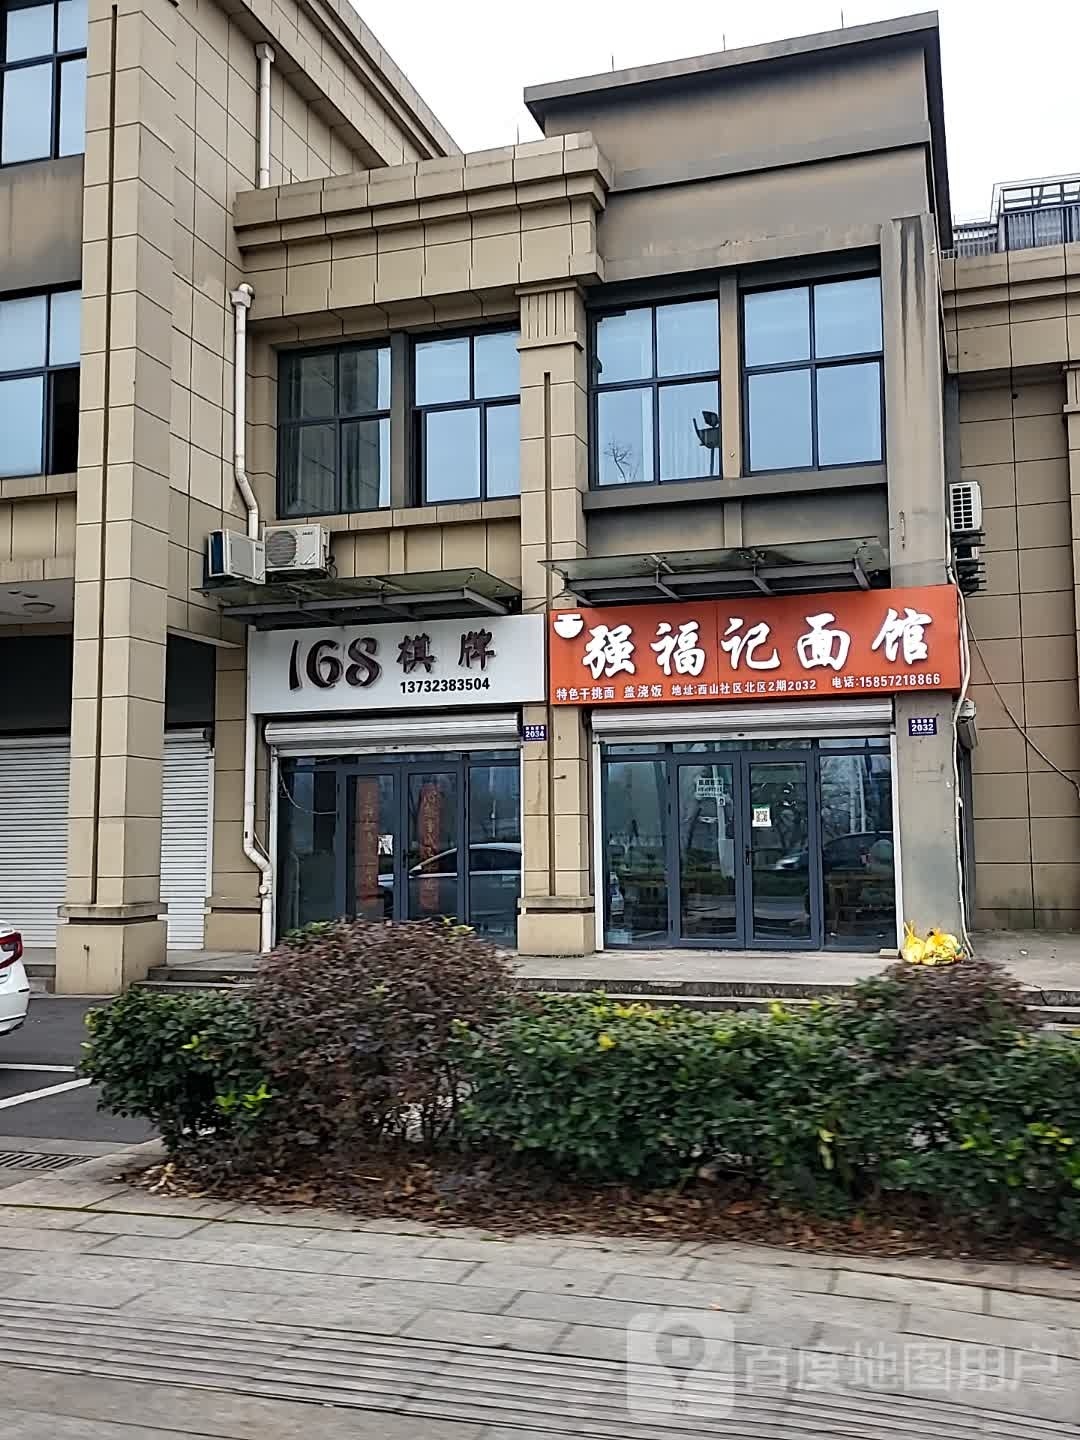 168 棋牌
13732383504
强福记面馆
特色干挑面 盖浇饭 地址:西山社区北区2期2032 电话:15857218866
2034
2032
百度地图用户